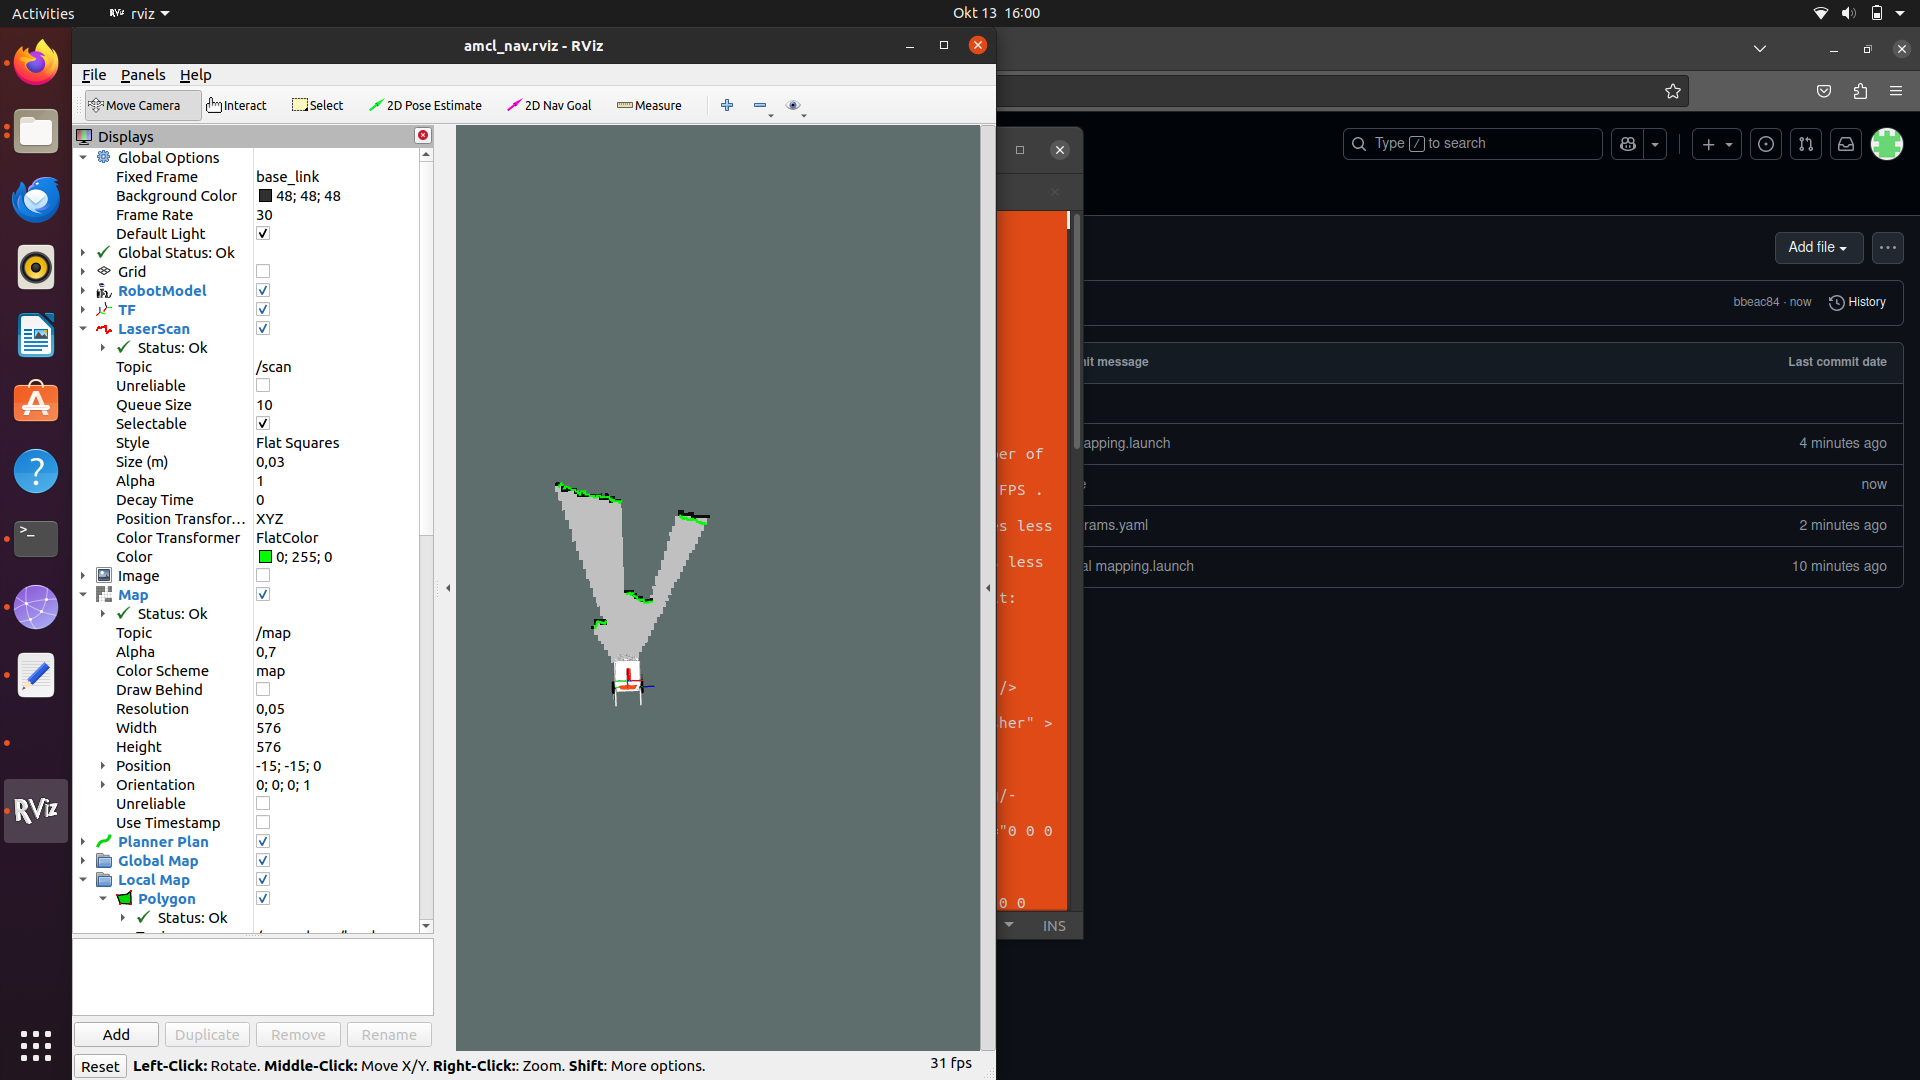 Activities
RViz rviz
Okt 13 16:00
amcl_nav.rviz - RViz
File Panels Help
Move Camera Interact Select 2D Pose Estimate 2D Nav Goal Measure
Displays
Global Options
Fixed Frame base_link
Background Color 48; 48; 48
Frame Rate 30
Default Light
Global Status: Ok
Grid
RobotModel
TF
LaserScan
Status: Ok
Topic /scan
Unreliable
Queue Size 10
Selectable
Style Flat Squares
Size (m) 0,03
Alpha 1
Decay Time 0
Position Transfor... XYZ
Color Transformer FlatColor
Color 0; 255; 0
Image
Map
Status: Ok
Topic /map
Alpha 0,7
Color Scheme map
Draw Behind
Resolution 0,05
Width 576
Height 576
Position -15; -15; 0
Orientation 0; 0; 0; 1
Unreliable
Use Timestamp
Planner Plan
Global Map
Local Map
Polygon
Status: Ok
Add Duplicate Remove Rename
Reset Left-Click: Rotate. Middle-Click: Move X/Y. Right-Click:: Zoom. Shift: More options.
31 fps
RViz
er of
FPS .
s less
less
t:
/>
her" >
/-
"0 0 0
0 0
INS
Type / to search
Add file
bbeac84 · now History
it message Last commit date
apping.launch 4 minutes ago
now
rams.yaml 2 minutes ago
al mapping.launch 10 minutes ago